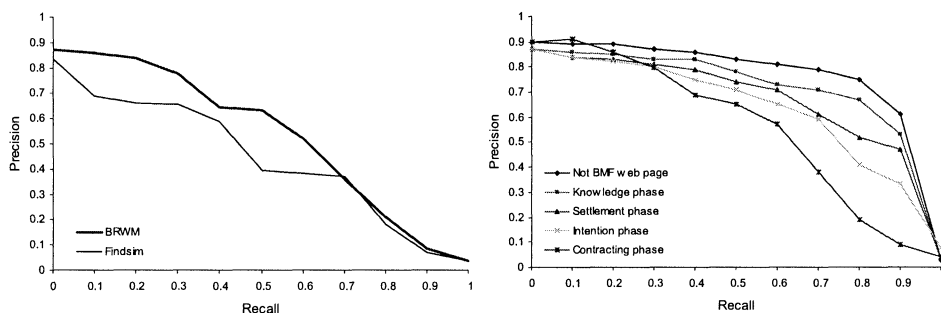 1
0.9
0.8
0.7
0.6
0.5
0.4
0.3
0.2
0.1
0
Precision
BRWM
Findsim
0 0.1 0.2 0.3 0.4 0.5 0.6 0.7 0.8 0.9 1
Recall
1
0.9
0.8
0.7
0.6
0.5
0.4
0.3
0.2
0.1
0
Precision
Not BMF web page
Knowledge phase
Settlement phase
Intention phase
Contracting phase
0 0.1 0.2 0.3 0.4 0.5 0.6 0.7 0.8 0.9 1
Recall